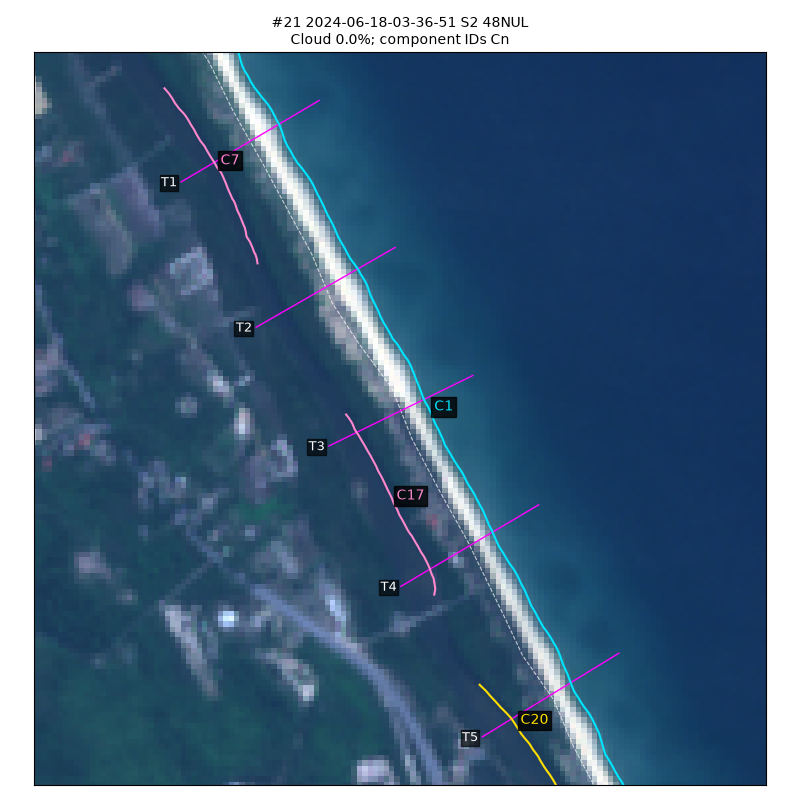 #21 2024-06-18-03-36-51 S2 48NUL
Cloud 0.0%; component IDs Cn
C7
T1
T2
C1
T3
C17
T4
C20
T5